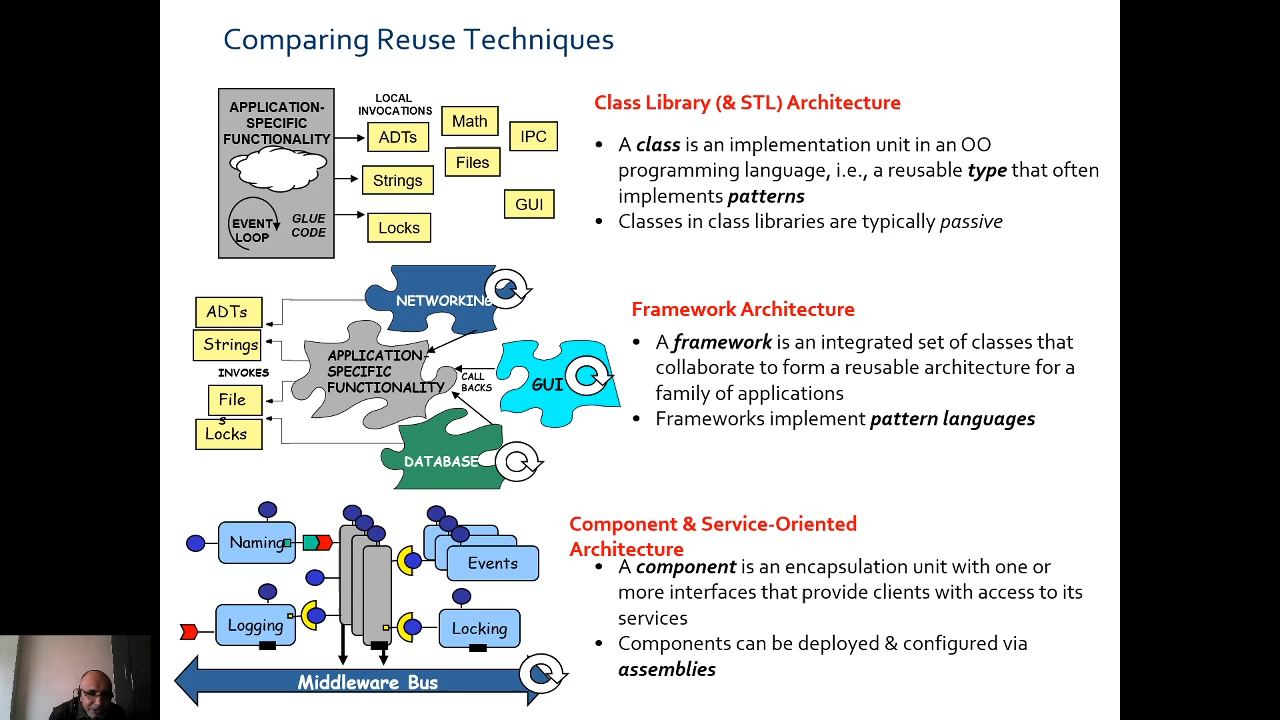 Comparing Reuse Techniques
APPLICATION-
SPECIFIC
FUNCTIONALITY
EVENT
LOOP
GLUE
CODE
LOCAL
INVOCATIONS
ADTs
Math
IPC
Files
Strings
GUI
Locks
Class Library (& STL) Architecture
• A class is an implementation unit in an OO
programming language, i.e., a reusable type that often
implements patterns
• Classes in class libraries are typically passive
NETWORKING
ADTs
Strings
INVOKES
File
s
Locks
APPLICATION-
SPECIFIC
FUNCTIONALITY
CALL
BACKS
GUI
DATABASE
Framework Architecture
• A framework is an integrated set of classes that
collaborate to form a reusable architecture for a
family of applications
• Frameworks implement pattern languages
Naming
Events
Logging
Locking
Middleware Bus
Component & Service-Oriented
Architecture
• A component is an encapsulation unit with one or
more interfaces that provide clients with access to its
services
• Components can be deployed & configured via
assemblies